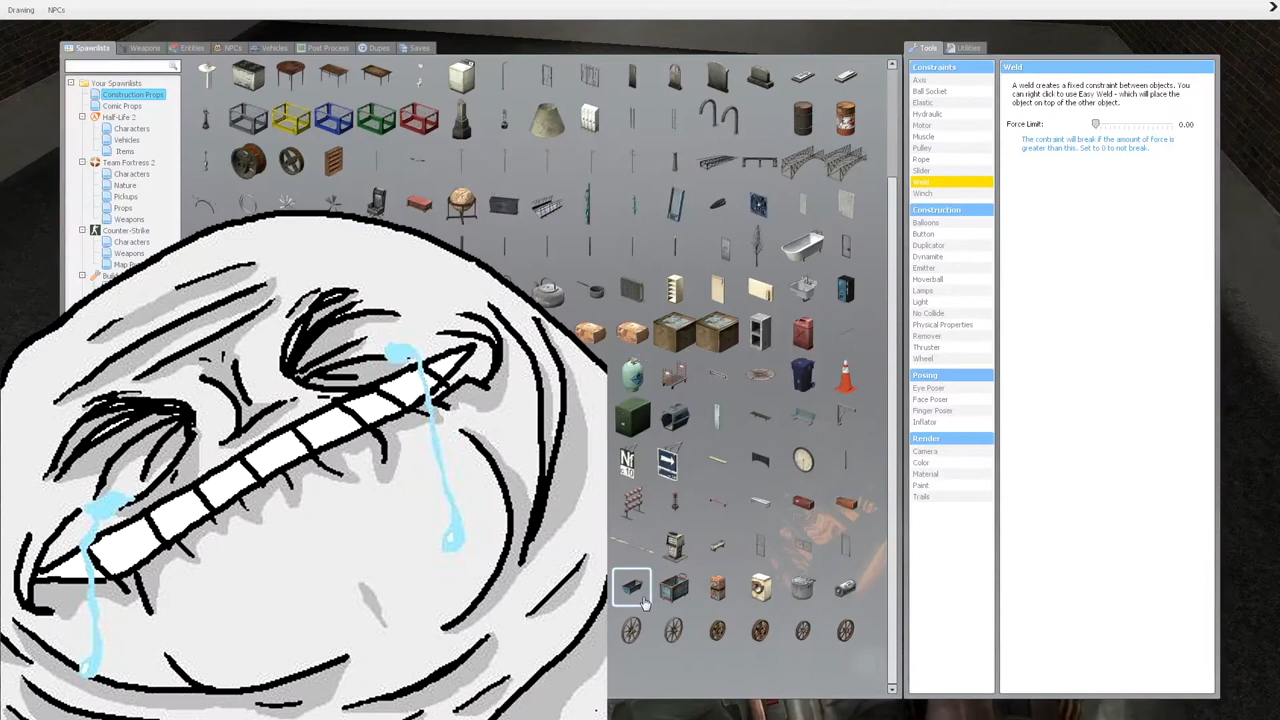 Drawing NPCs
Spawnlists Weapons Entities NPCs Vehicles Post Process Dupes Saves
Your Spawnlists
Construction Props
Comic Props
Half-Life 2
Characters
Vehicles
Items
Team Fortress 2
Characters
Nature
Pickups
Props
Weapons
Counter-Strike
Characters
Weapons
Map
Tools Utilities
Constraints
Axis
Ball Socket
Elastic
Hydraulic
Motor
Muscle
Pulley
Rope
Slider
Weld
Winch
Construction
Balloons
Button
Duplicator
Dynamite
Emitter
Hoverball
Lamps
Light
No Collide
Physical Properties
Remover
Thruster
Wheel
Posing
Eye Poser
Face Poser
Finger Poser
Inflator
Render
Camera
Color
Material
Paint
Trails
Weld
A weld creates a fixed constraint between objects. You
can right click to use Easy Weld - which will place the
object on top of the other object.
Force Limit: 0.00
The contraint will break if the amount of force is
greater than this. Set to 0 to not break.